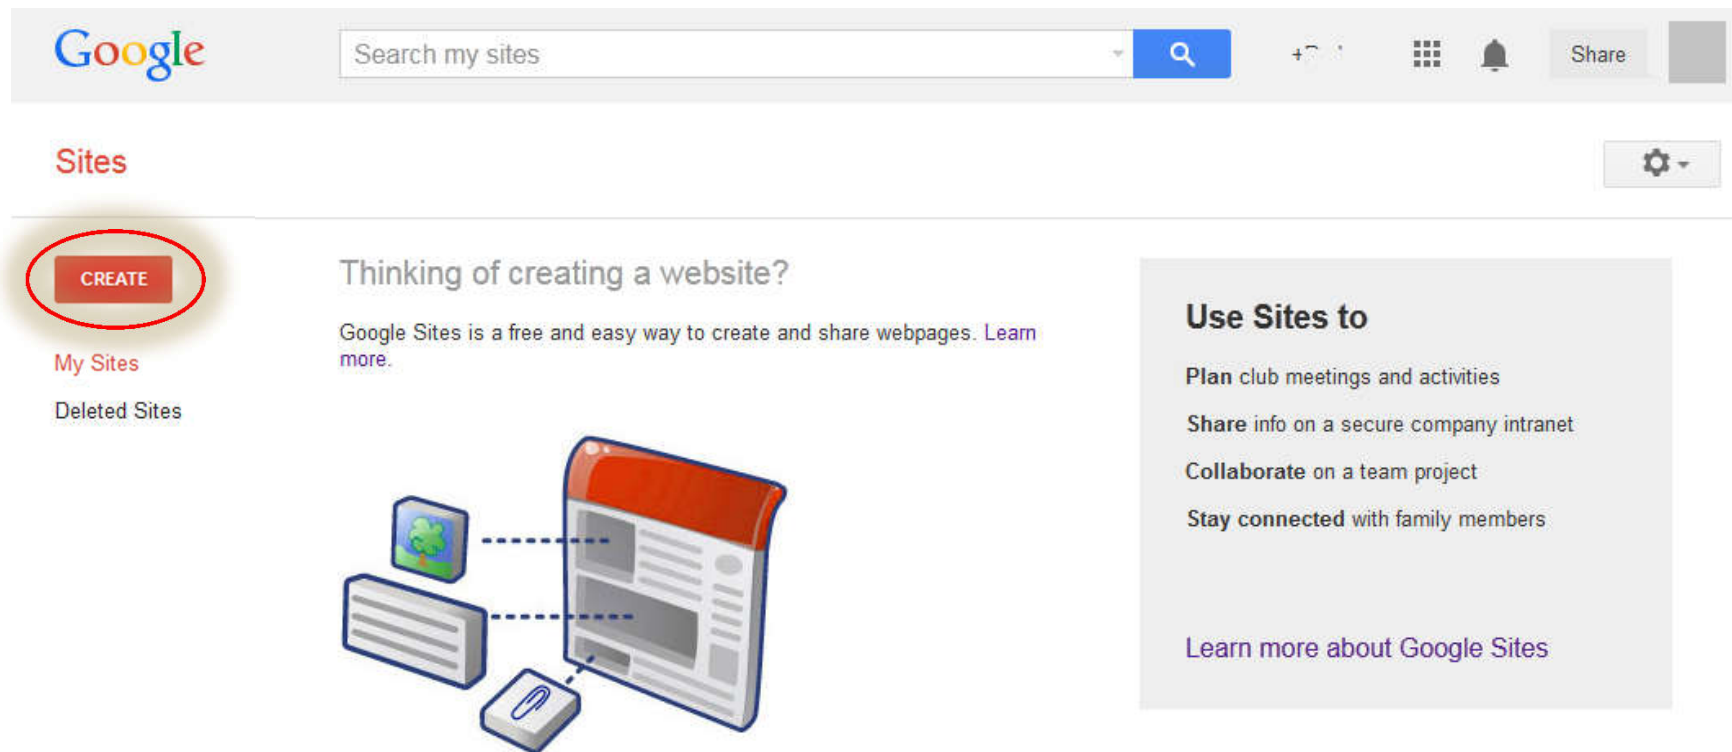 Google
Search my sites
Share
Sites
CREATE
My Sites
Deleted Sites
Thinking of creating a website?
Google Sites is a free and easy way to create and share webpages. Learn
more.
Use Sites to
Plan club meetings and activities
Share info on a secure company intranet
Collaborate on a team project
Stay connected with family members
Learn more about Google Sites